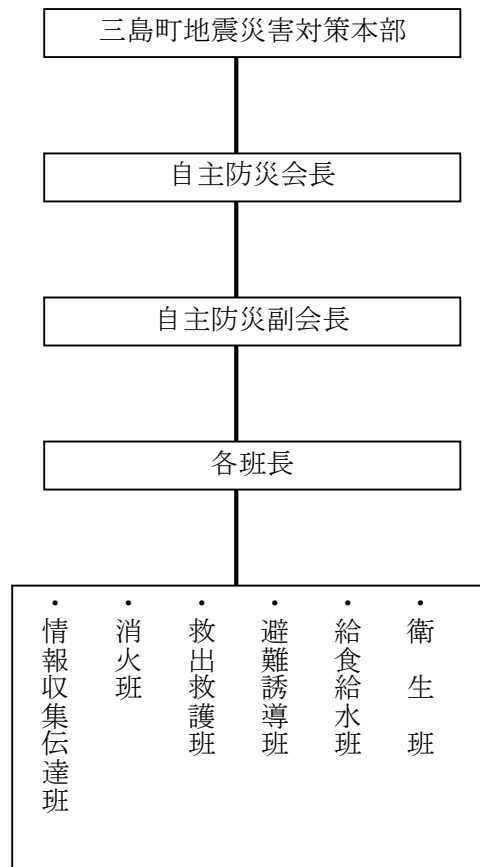 三島町地震災害対策本部
自主防災会長
自主防災副会長
各班長
・情報収集伝達班
・消火班
・救出救護班
・避難誘導班
・給食給水班
・衛生班